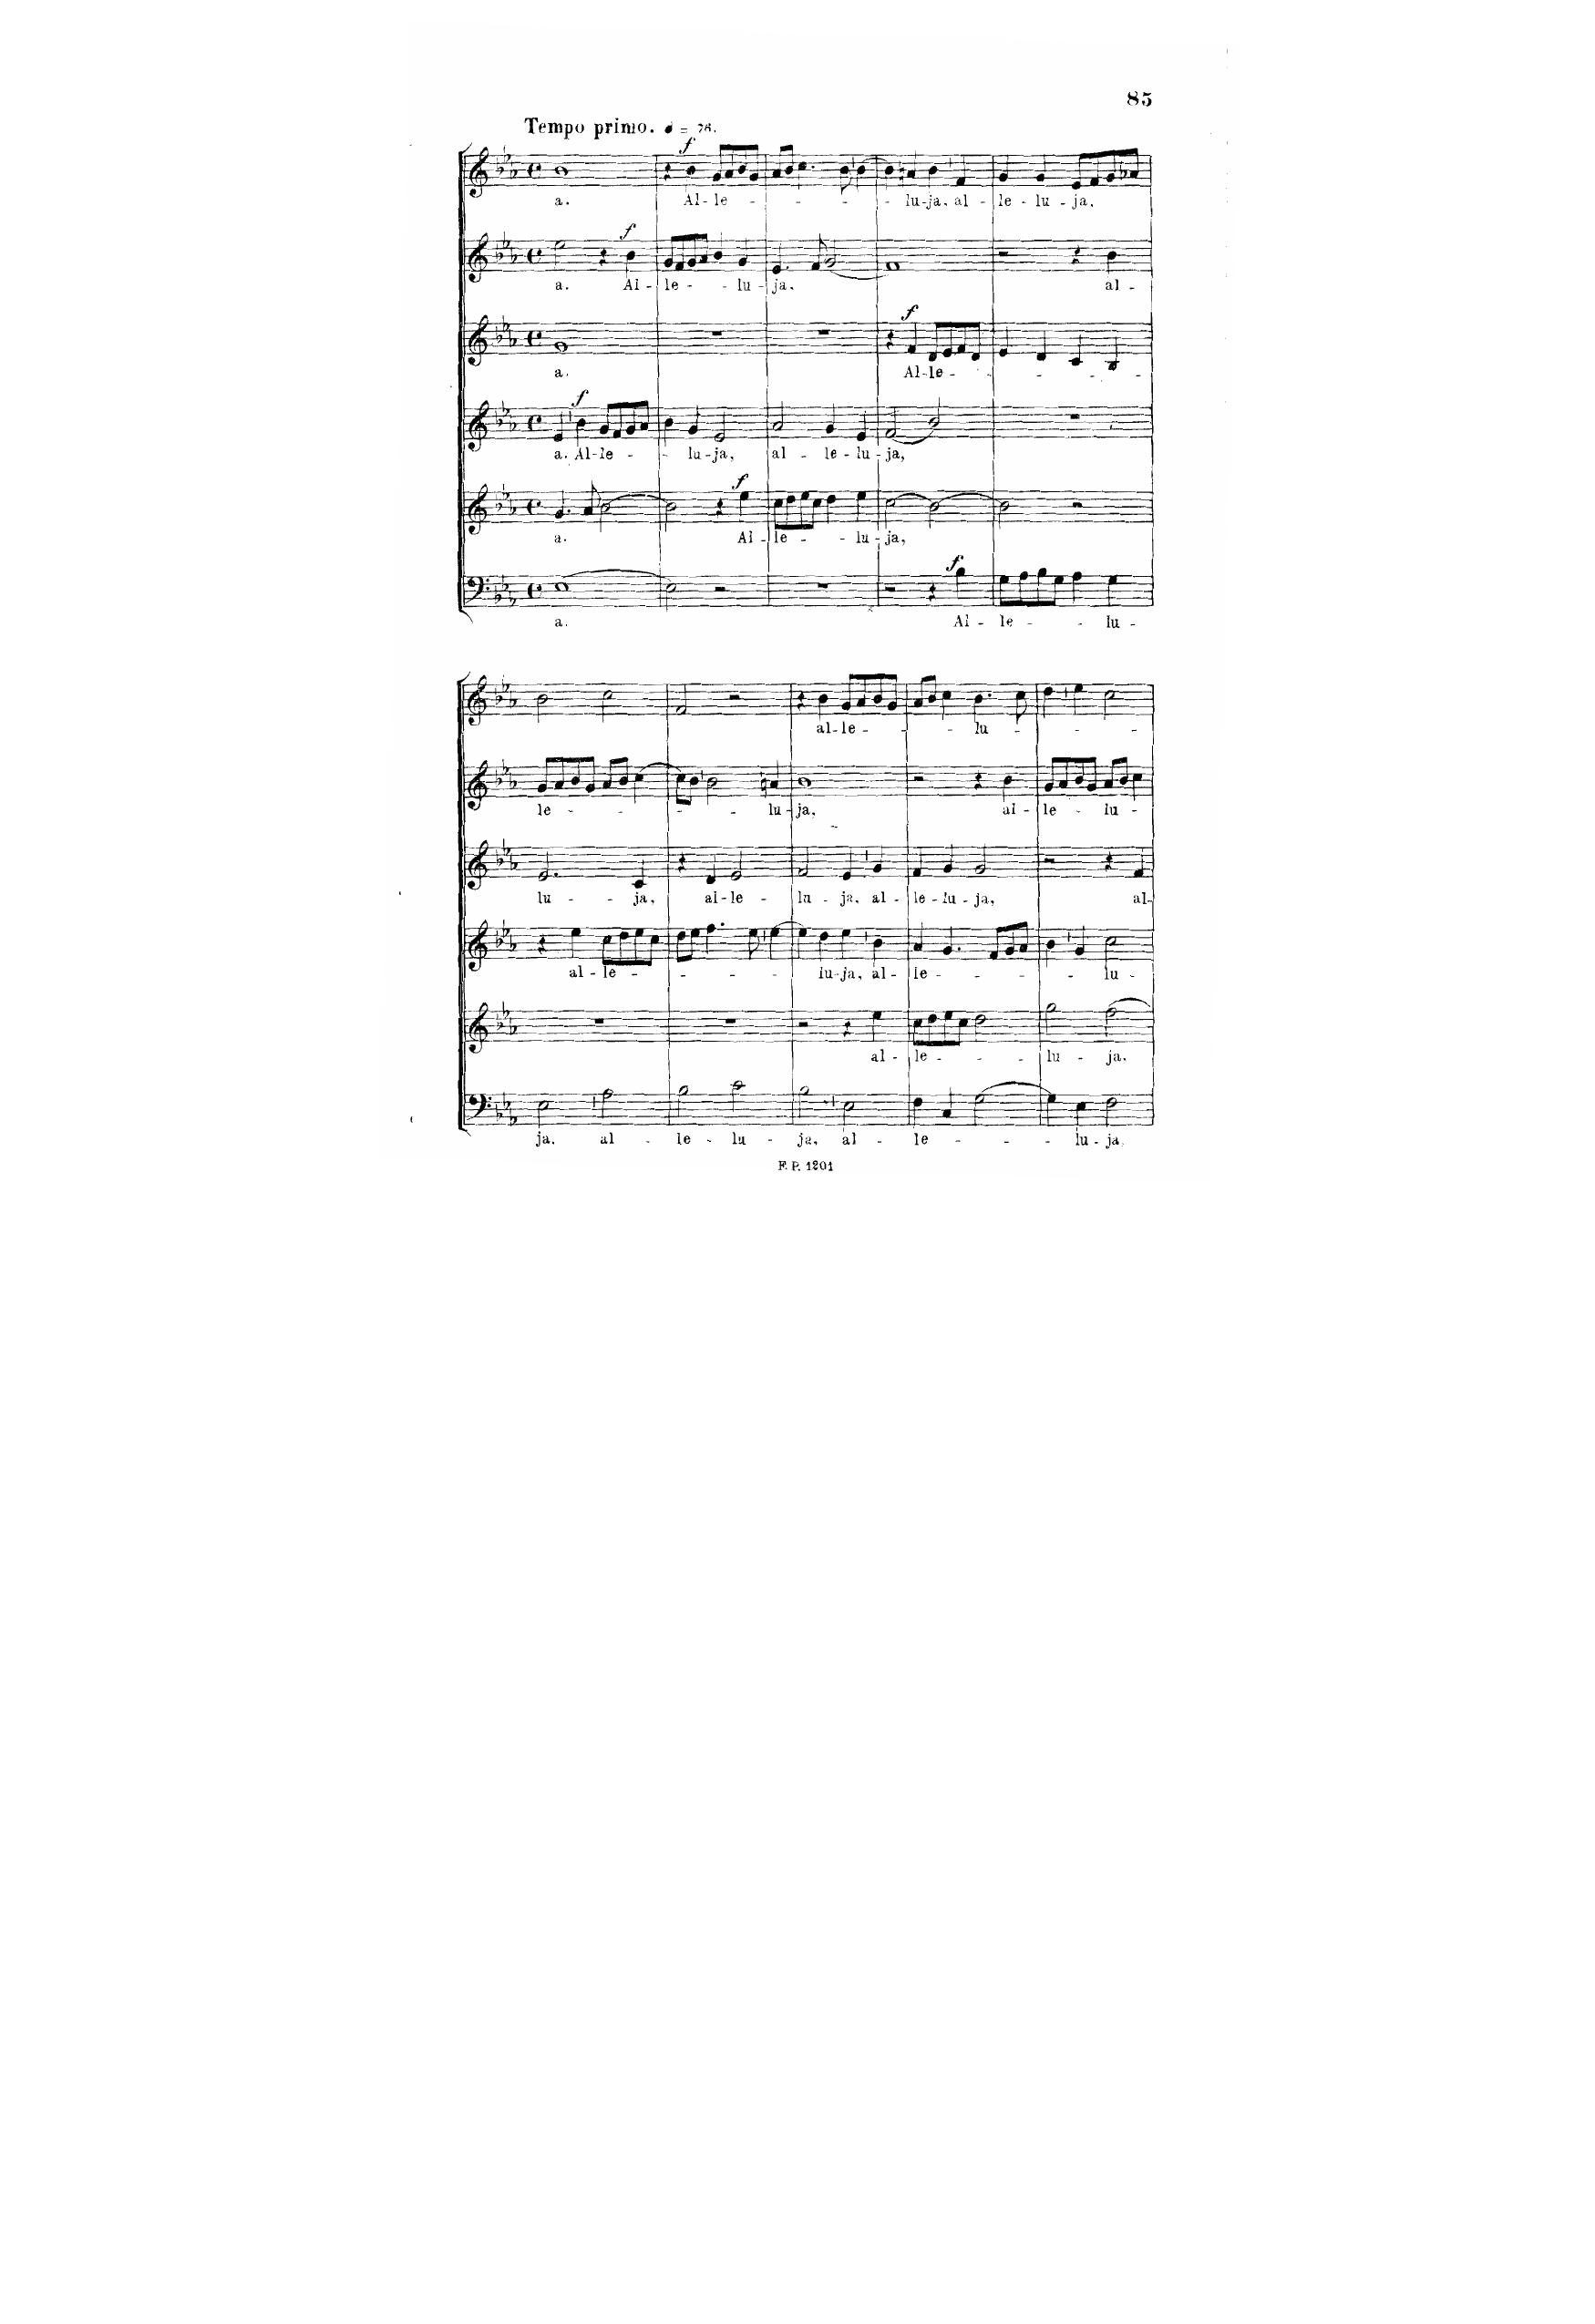 85
Tempo primo. = 76.
f
a. Al - le - - - - - lu - ja, al - le - lu - ja,
f
a. Al - le - - lu - ja. al -
f
a. Al - le - - - - -
f
a. Al - le - - lu - ja, al - le - lu - ja,
f
a. Al - le - - lu - ja,
f
a. Al - le - - lu -
al - le - - - lu - - - -
le - - - - lu - ja, al - le - lu -
lu - - ja, al - le - lu - ja, al - le - lu - ja, al -
al - le - - - - lu - ja, al - le - - - - lu -
al - le - - - lu - ja.
ja. al - le - lu - ja, al - le - - - lu - ja,
F. P. 1201